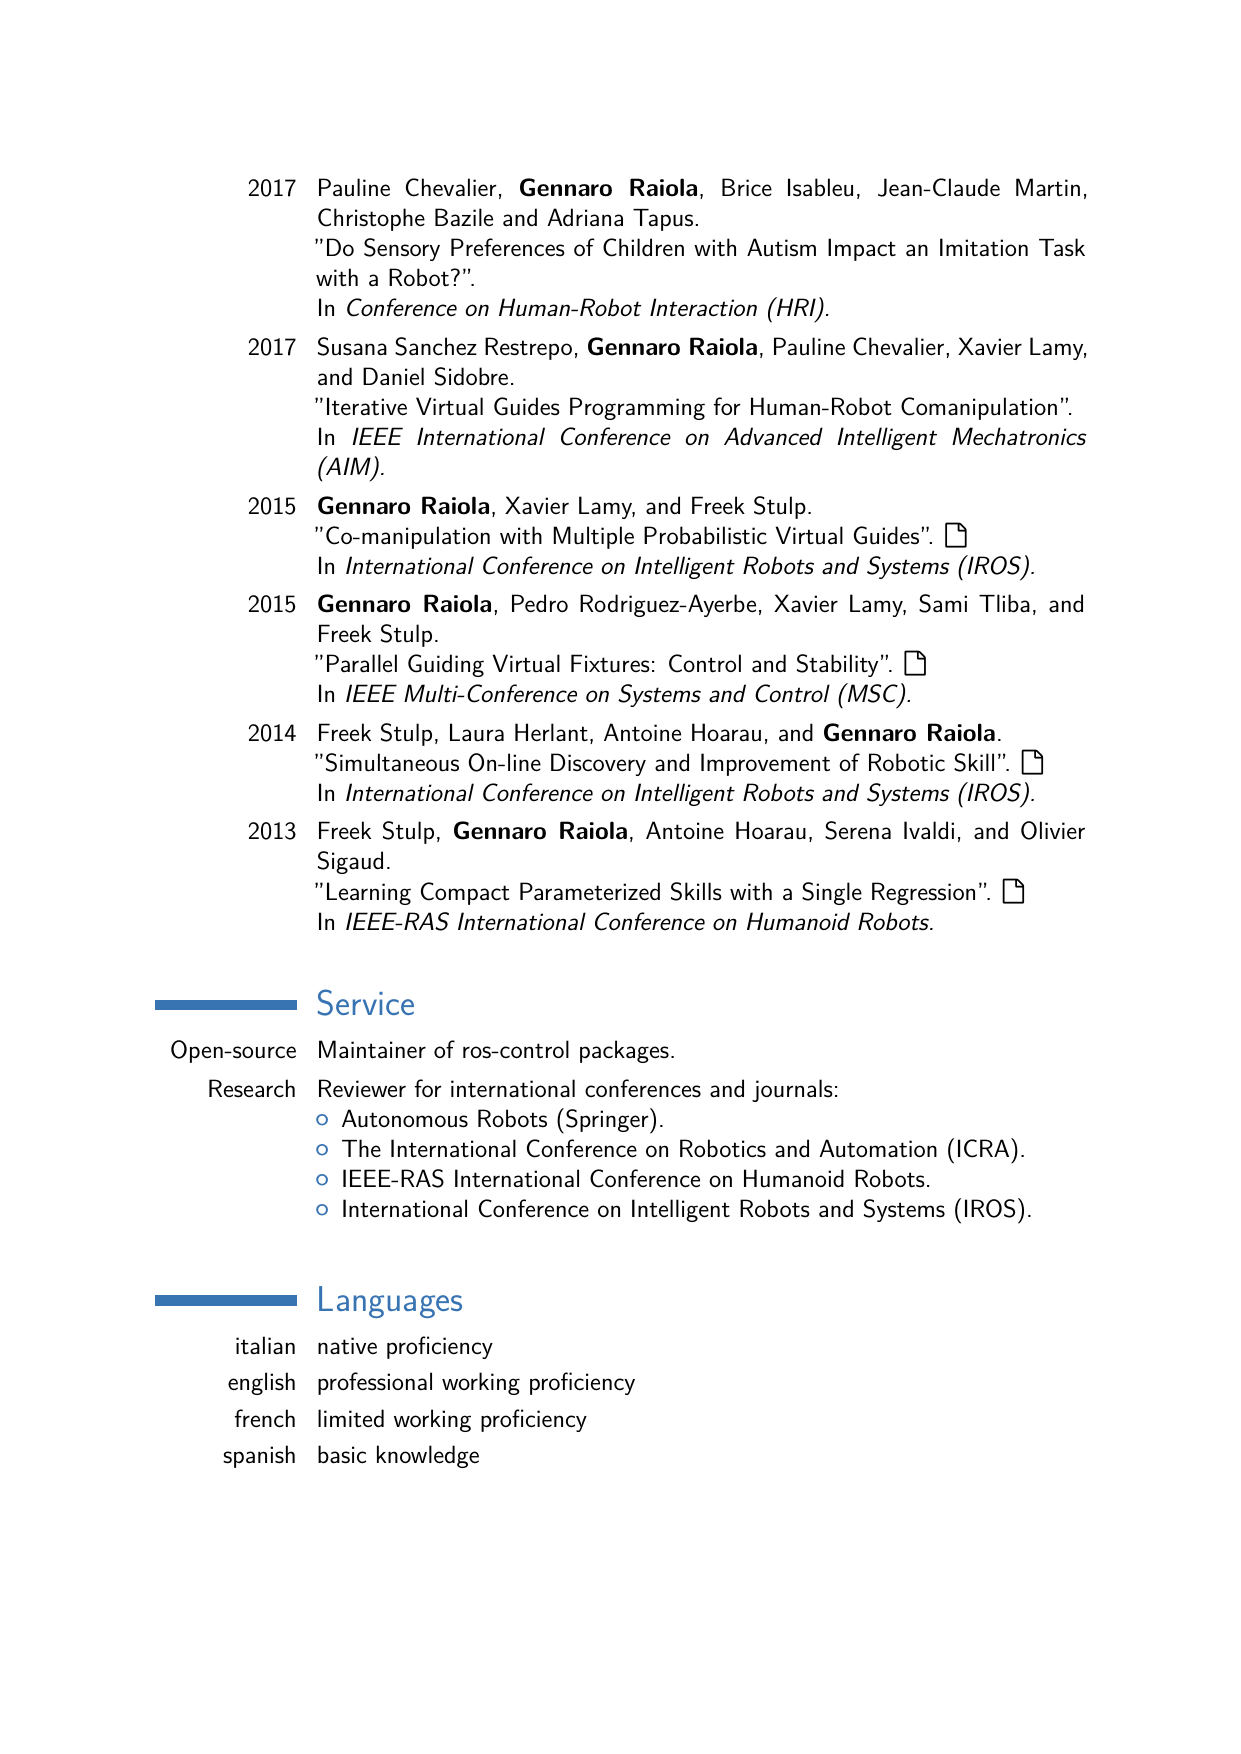 2017 Pauline Chevalier, Gennaro Raiola, Brice Isableu, Jean-Claude Martin,
Christophe Bazile and Adriana Tapus.
”Do Sensory Preferences of Children with Autism Impact an Imitation Task
with a Robot?”.
In Conference on Human-Robot Interaction (HRI).
2017 Susana Sanchez Restrepo, Gennaro Raiola, Pauline Chevalier, Xavier Lamy,
and Daniel Sidobre.
”Iterative Virtual Guides Programming for Human-Robot Comanipulation”.
In IEEE International Conference on Advanced Intelligent Mechatronics
(AIM).
2015 Gennaro Raiola, Xavier Lamy, and Freek Stulp.
”Co-manipulation with Multiple Probabilistic Virtual Guides”.
In International Conference on Intelligent Robots and Systems (IROS).
2015 Gennaro Raiola, Pedro Rodriguez-Ayerbe, Xavier Lamy, Sami Tliba, and
Freek Stulp.
”Parallel Guiding Virtual Fixtures: Control and Stability”.
In IEEE Multi-Conference on Systems and Control (MSC).
2014 Freek Stulp, Laura Herlant, Antoine Hoarau, and Gennaro Raiola.
”Simultaneous On-line Discovery and Improvement of Robotic Skill”.
In International Conference on Intelligent Robots and Systems (IROS).
2013 Freek Stulp, Gennaro Raiola, Antoine Hoarau, Serena Ivaldi, and Olivier
Sigaud.
”Learning Compact Parameterized Skills with a Single Regression”.
In IEEE-RAS International Conference on Humanoid Robots.
Service
Open-source Maintainer of ros-control packages.
Research Reviewer for international conferences and journals:
Autonomous Robots (Springer).
The International Conference on Robotics and Automation (ICRA).
IEEE-RAS International Conference on Humanoid Robots.
International Conference on Intelligent Robots and Systems (IROS).
Languages
italian native proficiency
english professional working proficiency
french limited working proficiency
spanish basic knowledge